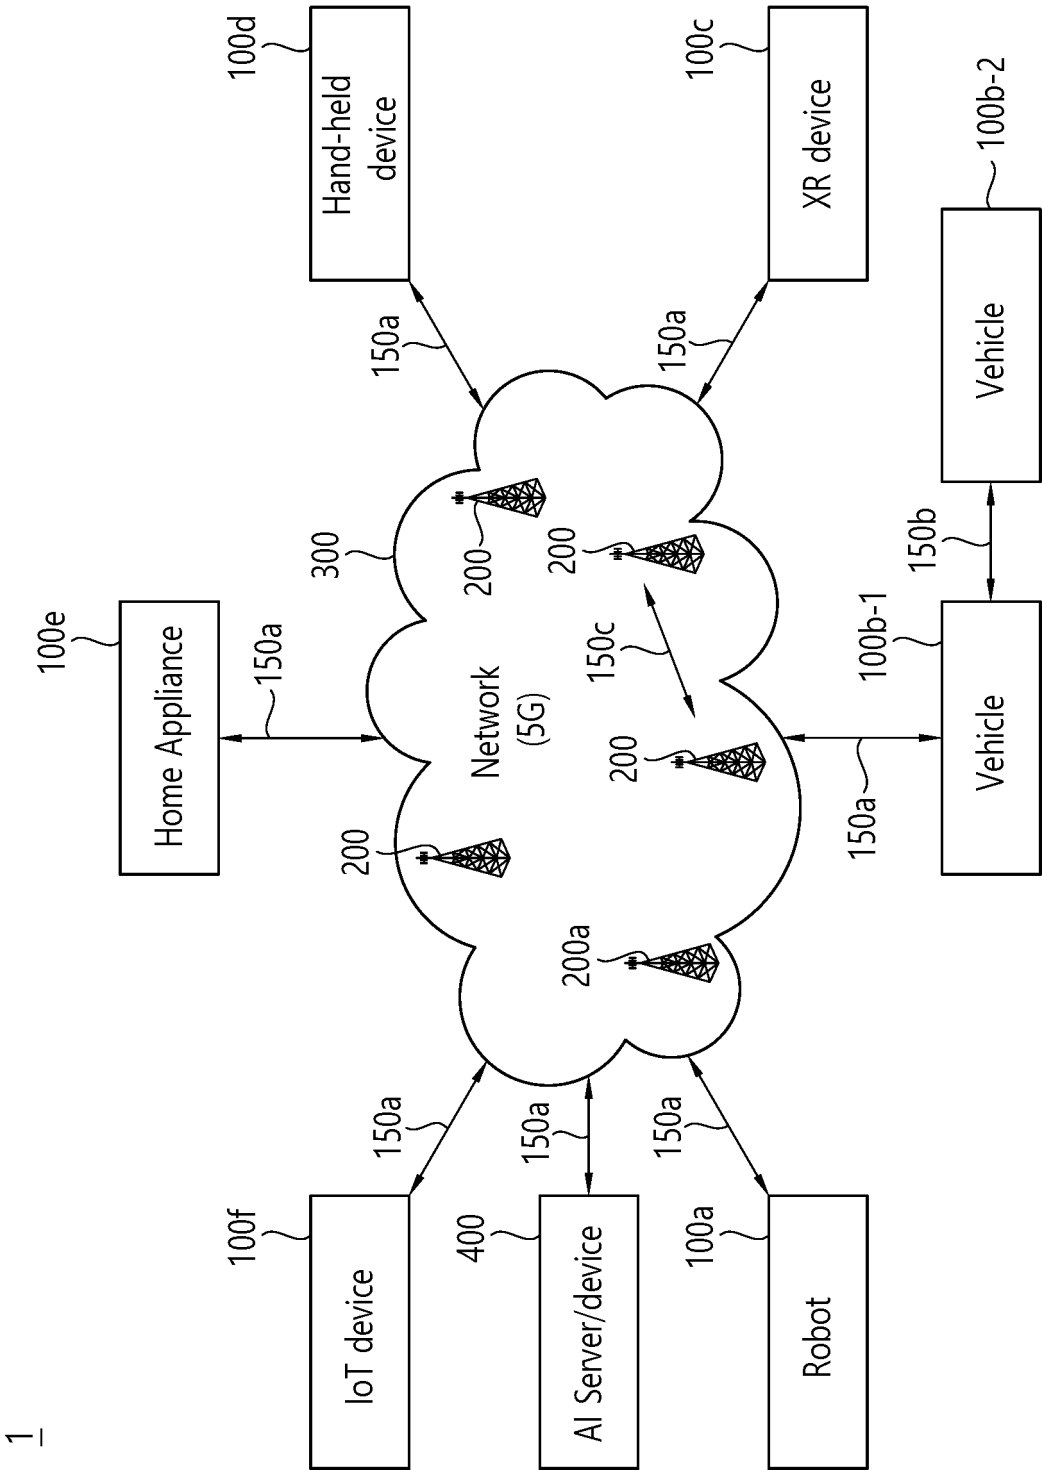 1
Home Appliance
100e
150a
IoT device
100f
150a
Hand-held
device
100d
150a
300
200
200
Network
(5G)
AI Server/device
400
150a
200a
200
150c
200
Robot
100a
150a
XR device
100c
150a
Vehicle
100b-1
150a
150b
Vehicle
100b-2